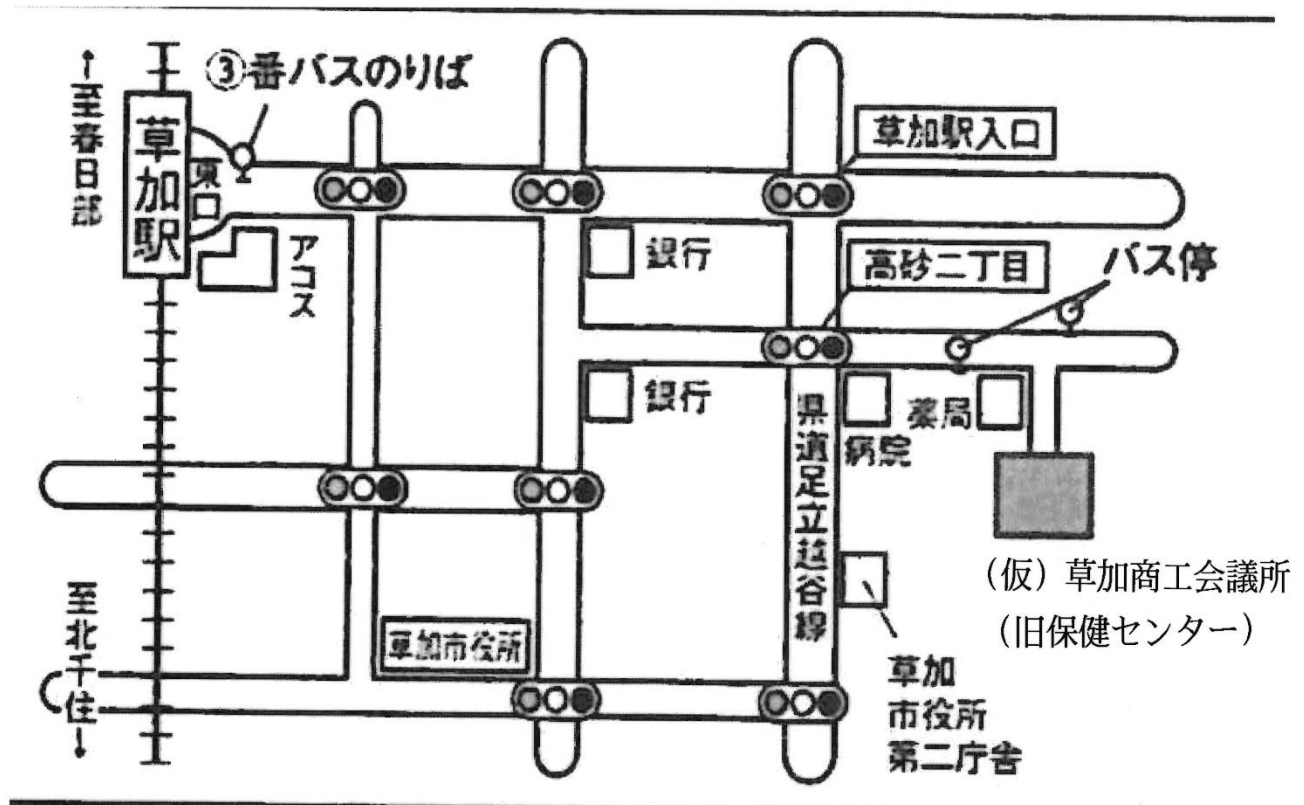 ③番バスのりば
↑至春日部
草加駅
東口
アコス
草加駅入口
銀行
高砂二丁目
バス停
銀行
県道足立越谷線
病院
薬局
(仮)草加商工会議所
(旧保健センター)
至北千住↓
草加市役所
草加
市役所
第二庁舎